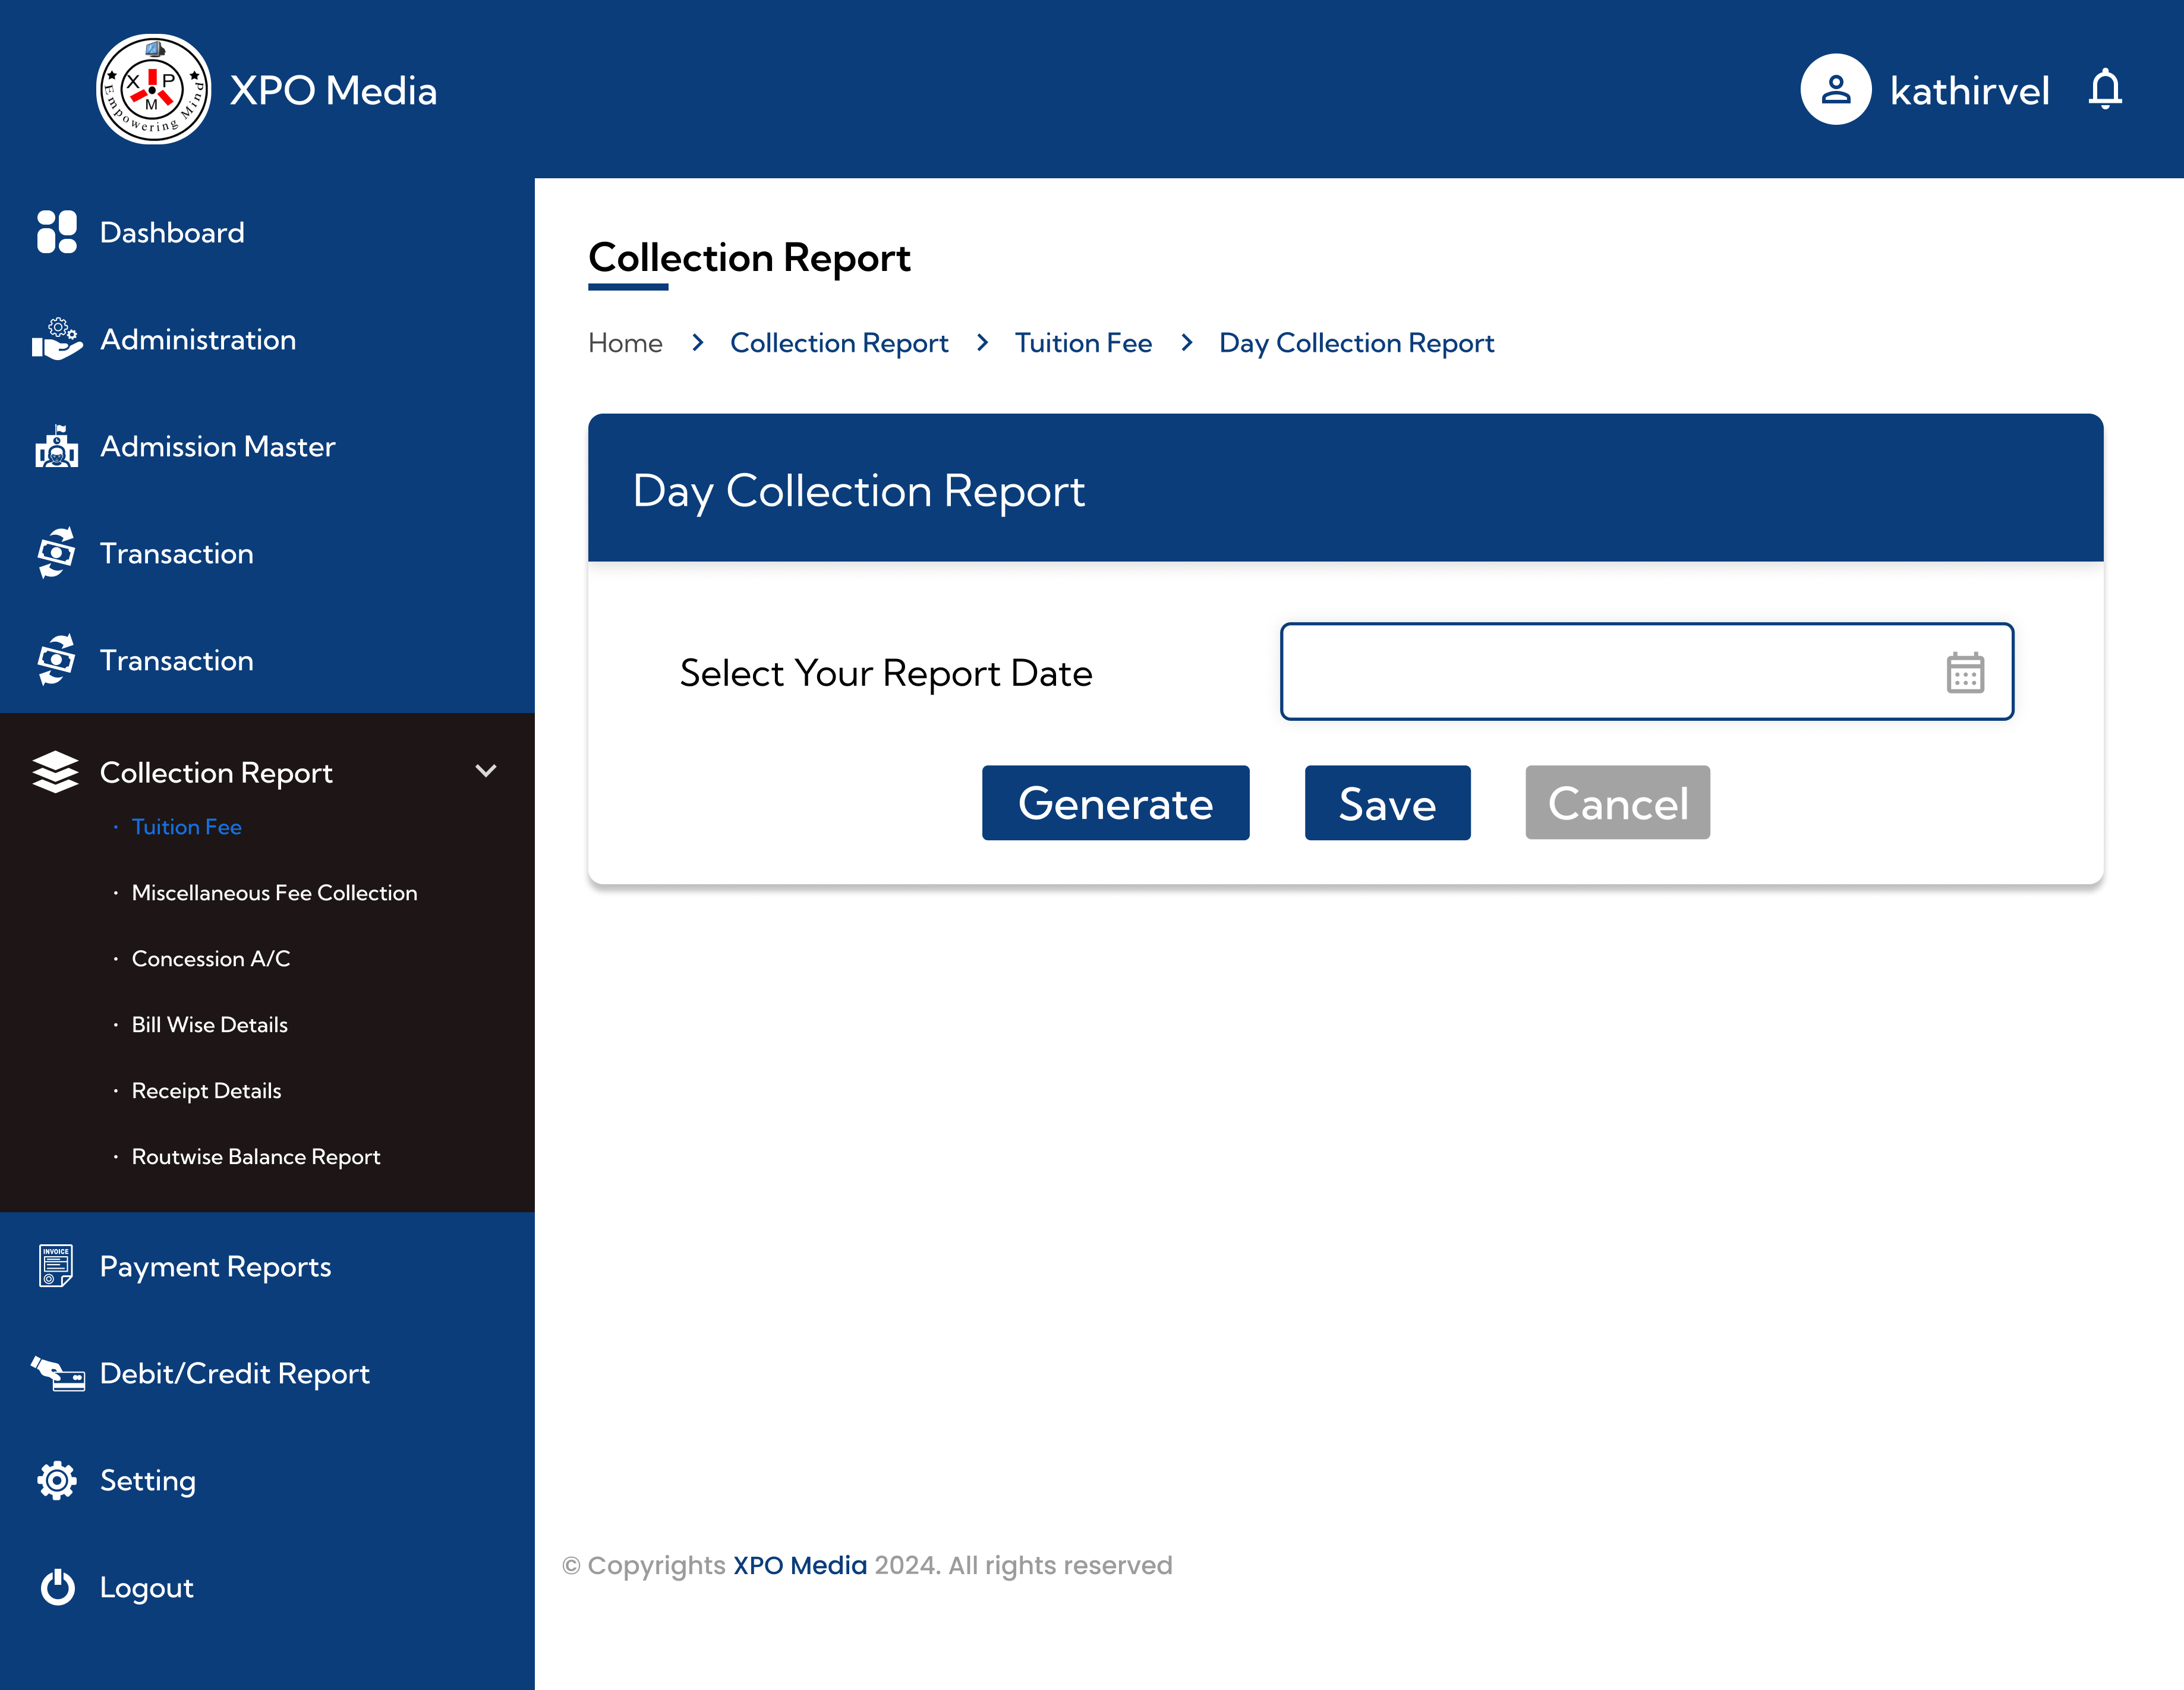 X P M
Empowering Mind
XPO Media
kathirvel
Dashboard
Administration
Admission Master
Transaction
Transaction
Collection Report
· Tuition Fee
· Miscellaneous Fee Collection
· Concession A/C
· Bill Wise Details
· Receipt Details
· Routwise Balance Report
INVOICE
Payment Reports
Debit/Credit Report
Setting
Logout
Collection Report
Home > Collection Report > Tuition Fee > Day Collection Report
Day Collection Report
Select Your Report Date
Generate Save Cancel
© Copyrights XPO Media 2024. All rights reserved